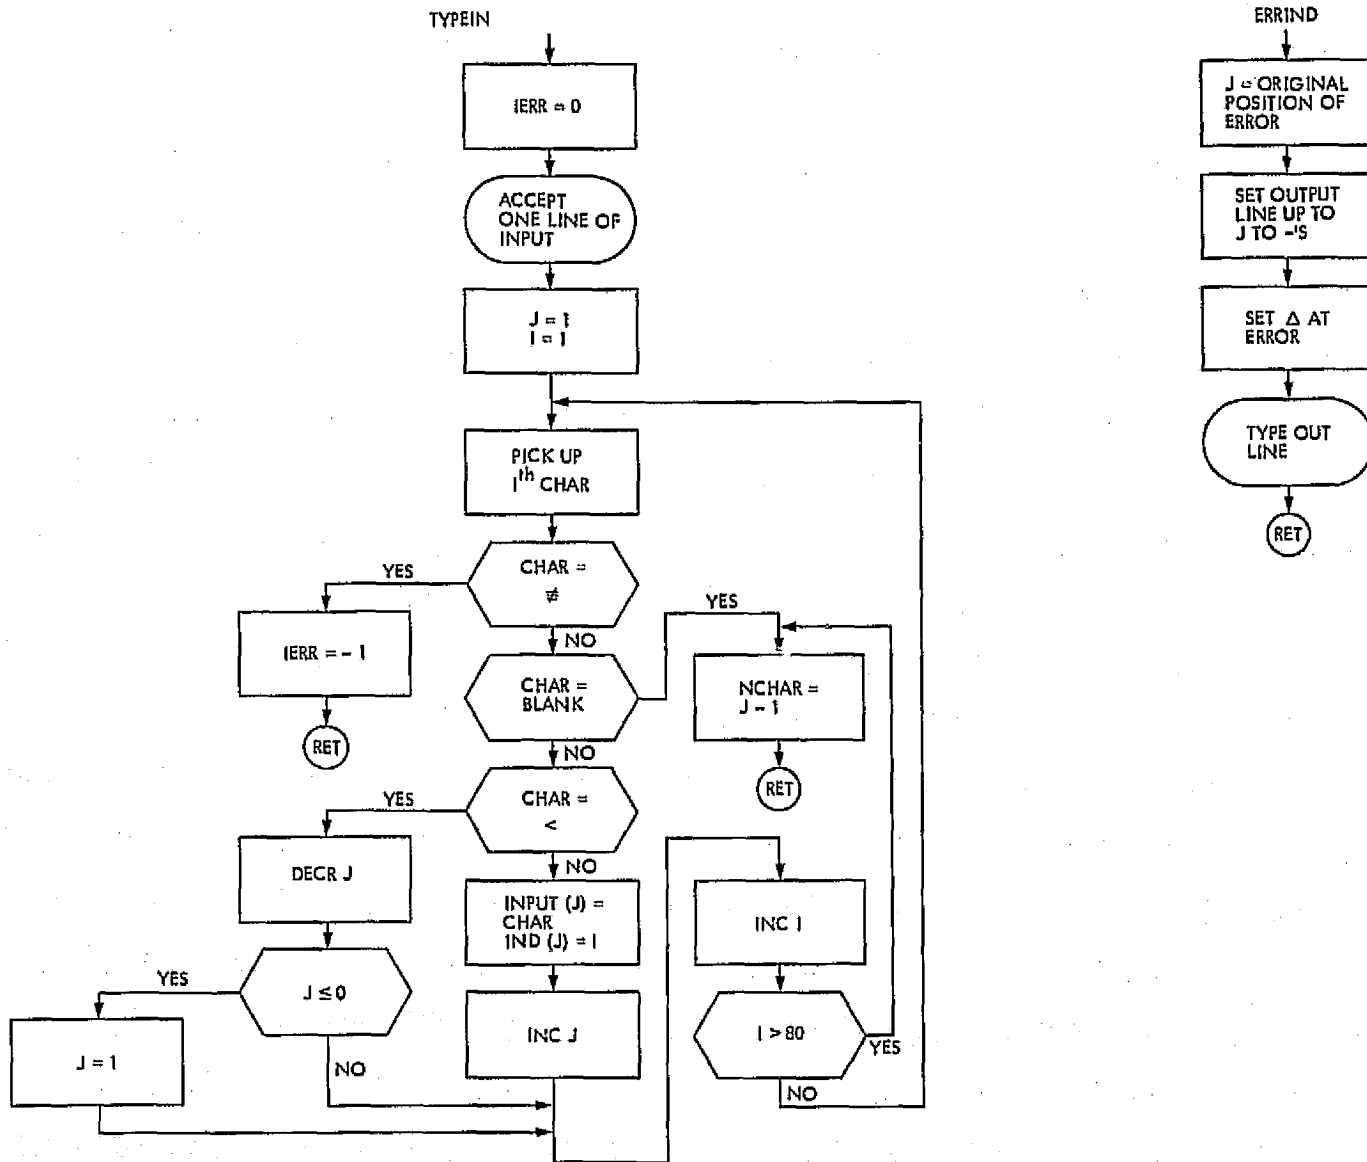 TYPEIN
IERR = 0
ACCEPT
ONE LINE OF
INPUT
J = 1
I = 1
PICK UP
Ith CHAR
CHAR =
≢
YES
NO
IERR = - 1
RET
CHAR =
BLANK
YES
NO
NCHAR =
J - 1
RET
CHAR =
<
YES
NO
DECR J
J ≤ 0
YES
NO
J = 1
INPUT (J) =
CHAR
IND (J) = I
INC J
INC I
I > 80
YES
NO
ERRIND
J = ORIGINAL
POSITION OF
ERROR
SET OUTPUT
LINE UP TO
J TO -'S
SET Δ AT
ERROR
TYPE OUT
LINE
RET